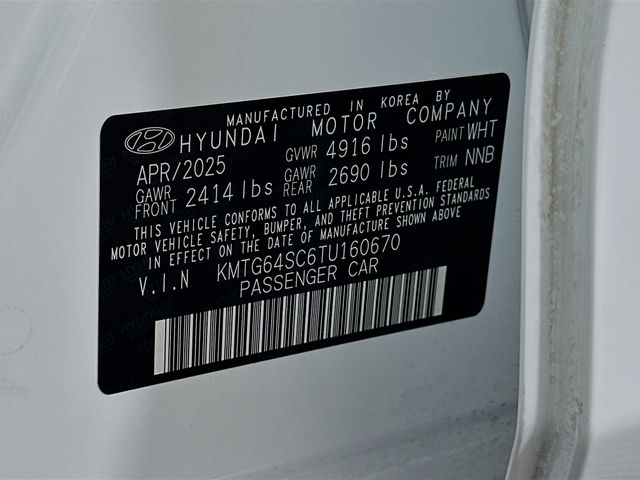 MANUFACTURED IN KOREA BY
HYUNDAI MOTOR COMPANY
APR/2025 GVWR 4916 lbs PAINT WHT
GAWR FRONT 2414 lbs GAWR REAR 2690 lbs TRIM NNB
THIS VEHICLE CONFORMS TO ALL APPLICABLE U.S.A. FEDERAL
MOTOR VEHICLE SAFETY, BUMPER, AND THEFT PREVENTION STANDARDS
IN EFFECT ON THE DATE OF MANUFACTURE SHOWN ABOVE.
V.I.N KMTG64SC6TU160670
PASSENGER CAR